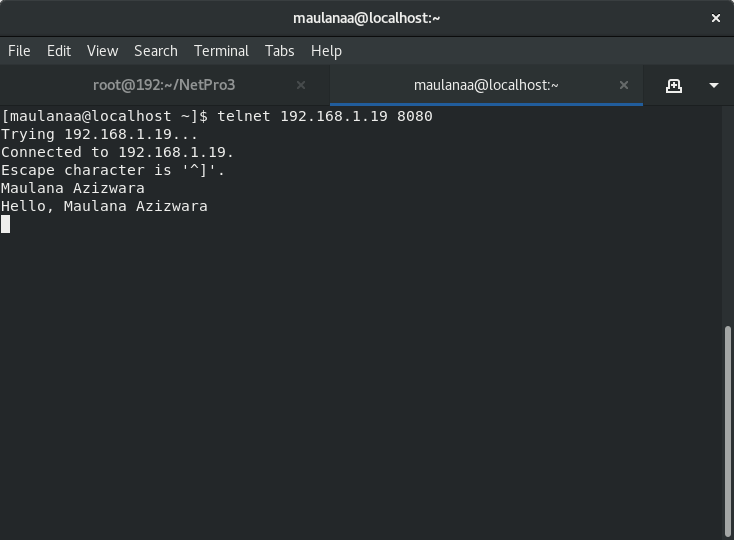 maulanaa@localhost:~
File Edit View Search Terminal Tabs Help
root@192:~/NetPro3 maulanaa@localhost:~
[maulanaa@localhost ~]$ telnet 192.168.1.19 8080
Trying 192.168.1.19...
Connected to 192.168.1.19.
Escape character is '^]'.
Maulana Azizwara
Hello, Maulana Azizwara